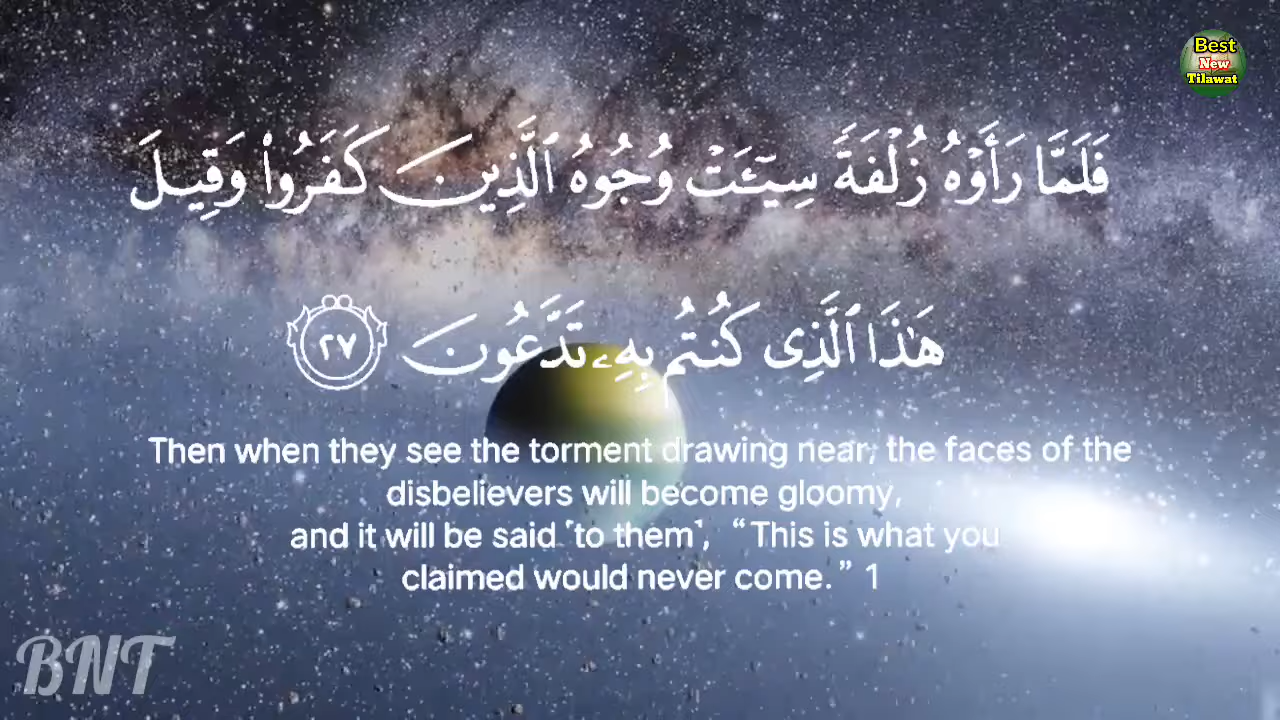 Best
New
Tilawat
فَلَمَّا رَأَوْهُ زُلْفَةً سِيٓـَٔتْ وُجُوهُ ٱلَّذِينَ كَفَرُوا۟ وَقِيلَ
هَـٰذَا ٱلَّذِى كُنتُم بِهِۦ تَدَّعُونَ ٢٧
Then when they see the torment drawing near, the faces of the
disbelievers will become gloomy,
and it will be said ˹to them˺, “This is what you
claimed would never come.” 1
BNT